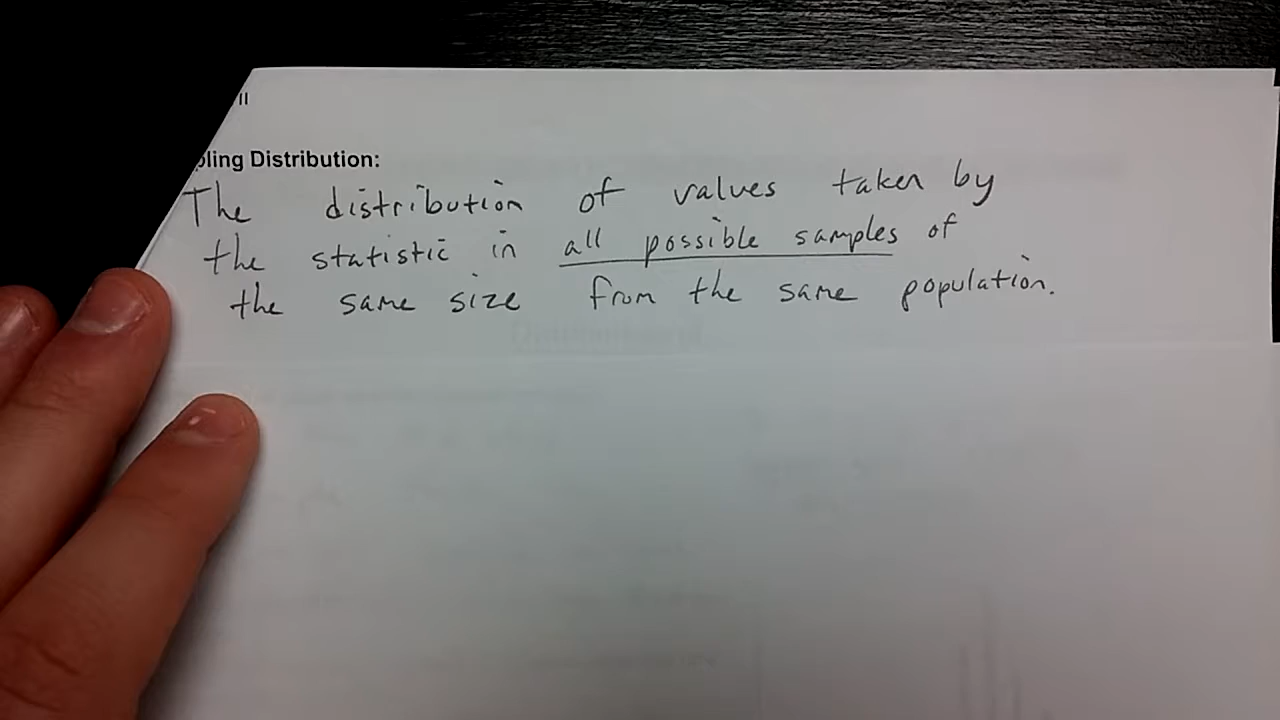 II
pling Distribution:
The distribution of values taken by
the statistic in all possible samples of
the same size from the same population.